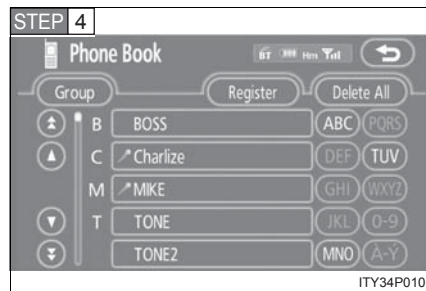 STEP 4
Phone Book BT Hm
Group Register Delete All
B BOSS ABC PQRS
C Charlize DEF TUV
M MIKE GHI WXYZ
T TONE JKL 0-9
TONE2 MNO À-Ý
ITY34P010